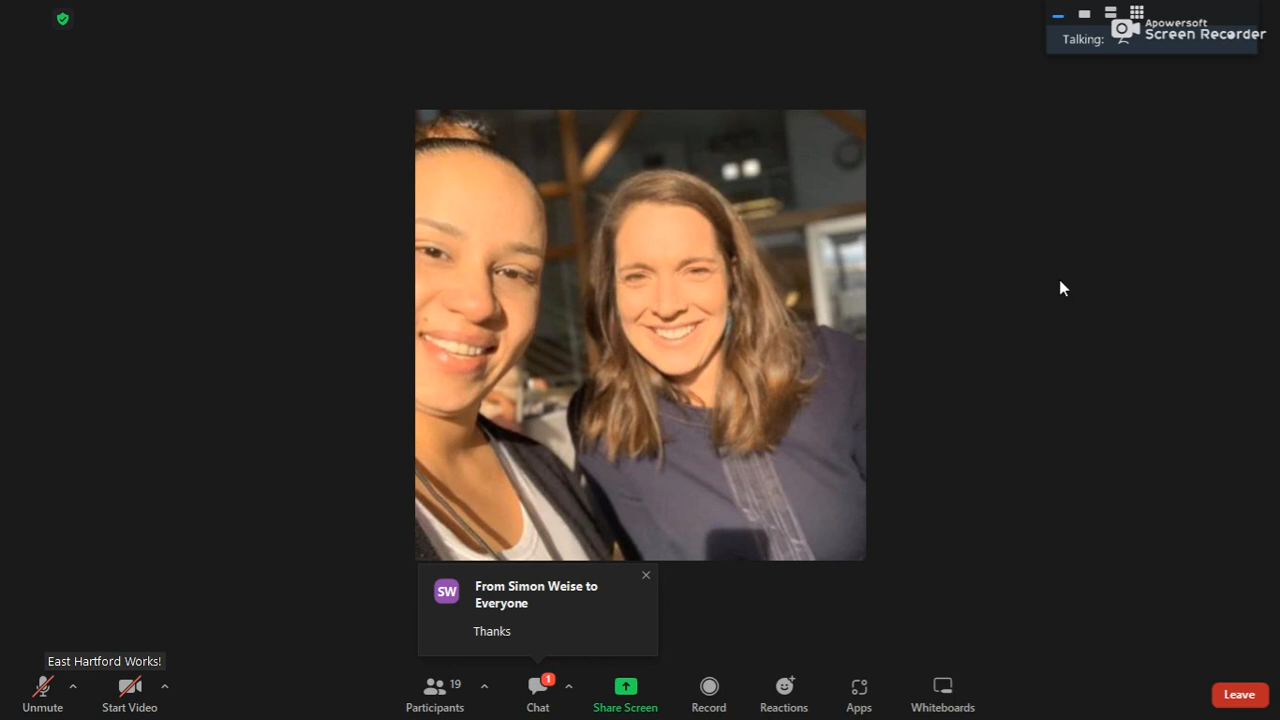 Apowersoft
Screen Recorder
Talking:
SW
From Simon Weise to
Everyone
Thanks
East Hartford Works!
Unmute
Start Video
19
Participants
1
Chat
Share Screen
Record
Reactions
Apps
Whiteboards
Leave